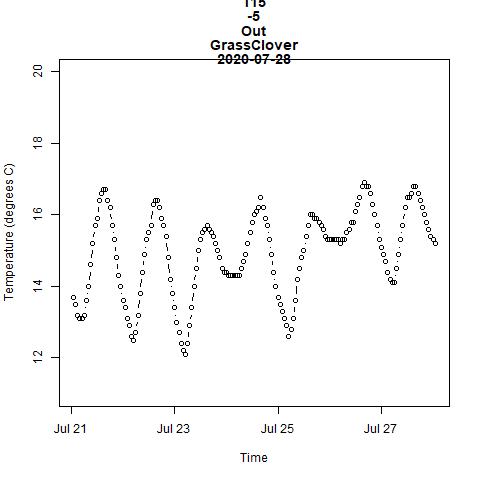 T15
-5
Out
GrassClover
2020-07-28
Temperature (degrees C)
20
18
16
14
12
Jul 21
Jul 23
Jul 25
Jul 27
Time